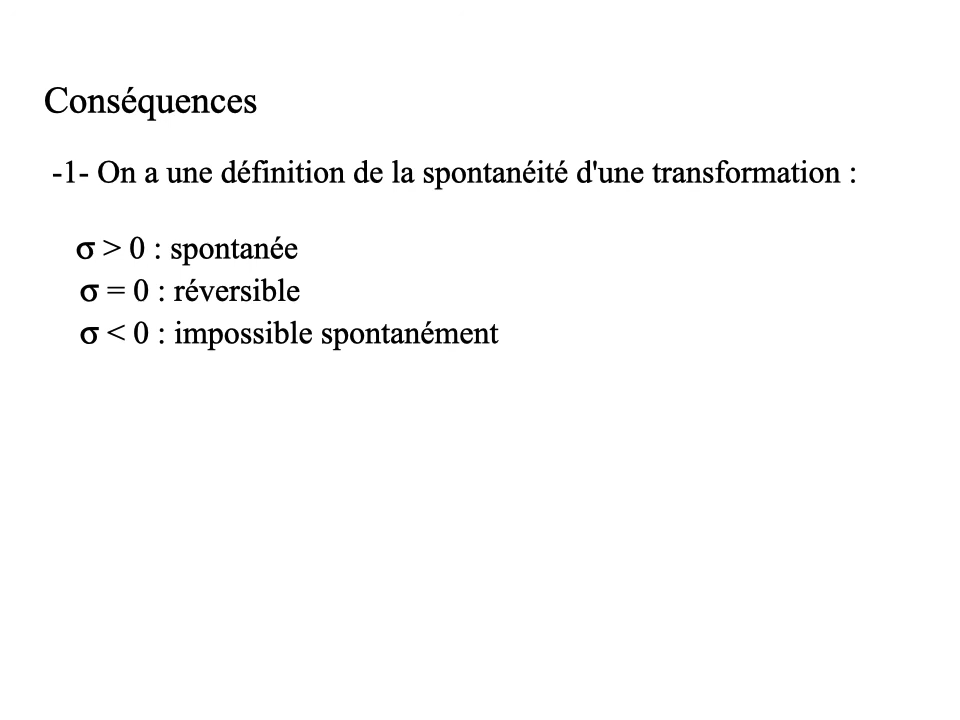 Conséquences
-1- On a une définition de la spontanéité d'une transformation :
σ > 0 : spontanée
σ = 0 : réversible
σ < 0 : impossible spontanément